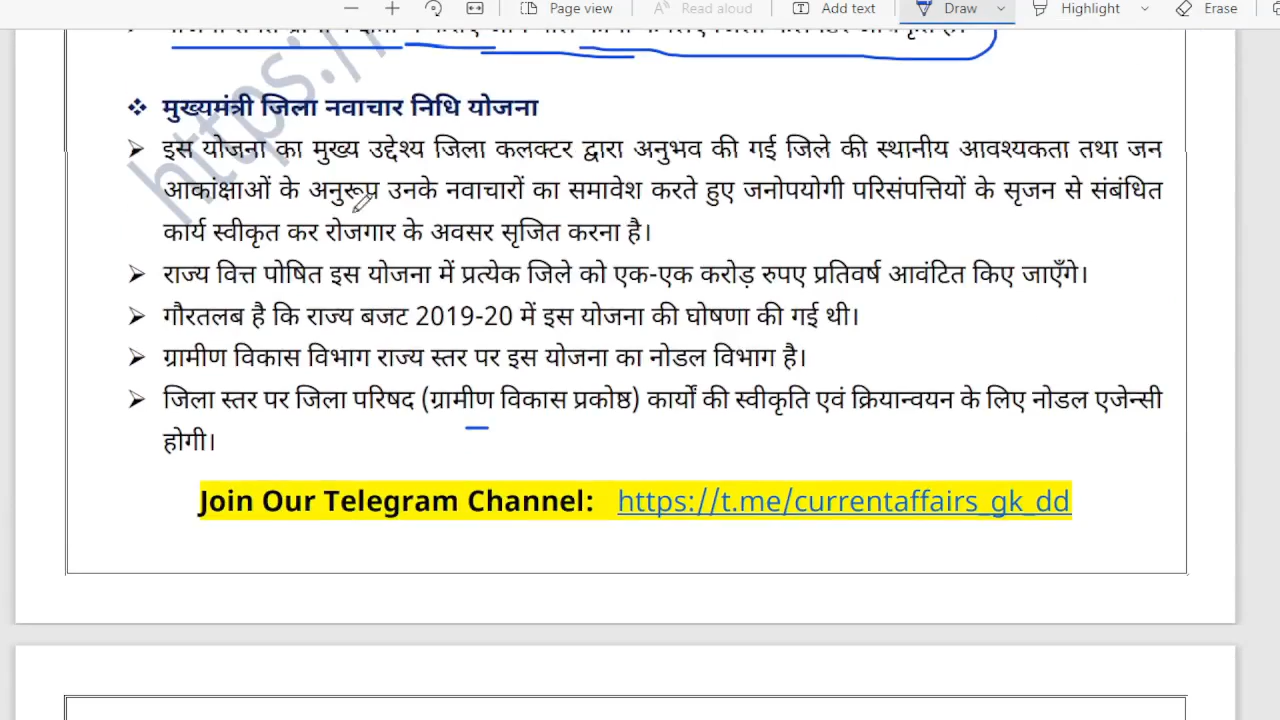 Page view
Read aloud
Add text
Draw
Highlight
Erase
https:/
❖ मुख्यमंत्री जिला नवाचार निधि योजना
➢ इस योजना का मुख्य उद्देश्य जिला कलक्टर द्वारा अनुभव की गई जिले की स्थानीय आवश्यकता तथा जन
आकांक्षाओं के अनुरूप उनके नवाचारों का समावेश करते हुए जनोपयोगी परिसंपत्तियों के सृजन से संबंधित
कार्य स्वीकृत कर रोजगार के अवसर सृजित करना है।
➢ राज्य वित्त पोषित इस योजना में प्रत्येक जिले को एक-एक करोड़ रुपए प्रतिवर्ष आवंटित किए जाएँगे।
➢ गौरतलब है कि राज्य बजट 2019-20 में इस योजना की घोषणा की गई थी।
➢ ग्रामीण विकास विभाग राज्य स्तर पर इस योजना का नोडल विभाग है।
➢ जिला स्तर पर जिला परिषद (ग्रामीण विकास प्रकोष्ठ) कार्यों की स्वीकृति एवं क्रियान्वयन के लिए नोडल एजेन्सी
होगी।
Join Our Telegram Channel: https://t.me/currentaffairs_gk_dd